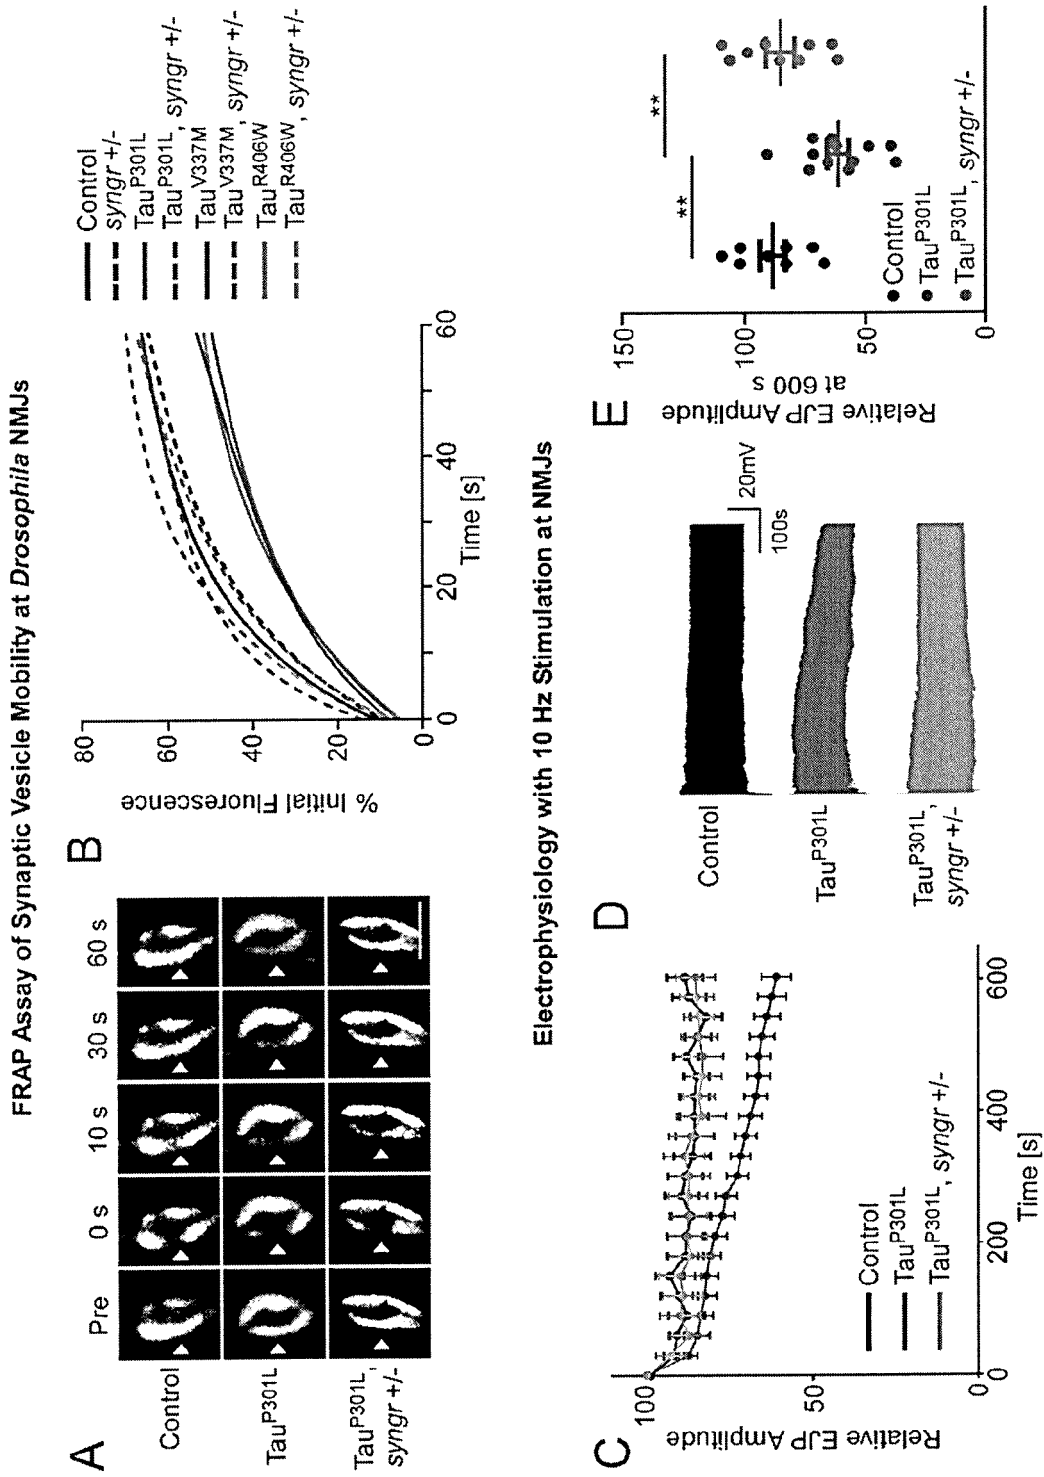 FRAP Assay of Synaptic Vesicle Mobility at Drosophila NMJs
A
Pre 0 s 10 s 30 s 60 s
Control
TauP301L
TauP301L,
syngr +/-
B
% Initial Fluorescence
80
60
40
20
0
0 20 40 60
Time [s]
Control
syngr +/-
TauP301L
TauP301L, syngr +/-
TauV337M
TauV337M, syngr +/-
TauR406W
TauR406W, syngr +/-
Electrophysiology with 10 Hz Stimulation at NMJs
C
Relative EJP Amplitude
100
50
0
0 200 400 600
Time [s]
Control
TauP301L
TauP301L, syngr +/-
D
Control
TauP301L
TauP301L,
syngr +/-
20mV
100s
E
Relative EJP Amplitude
at 600 s
150
100
50
0
**
**
Control
TauP301L
TauP301L, syngr +/-